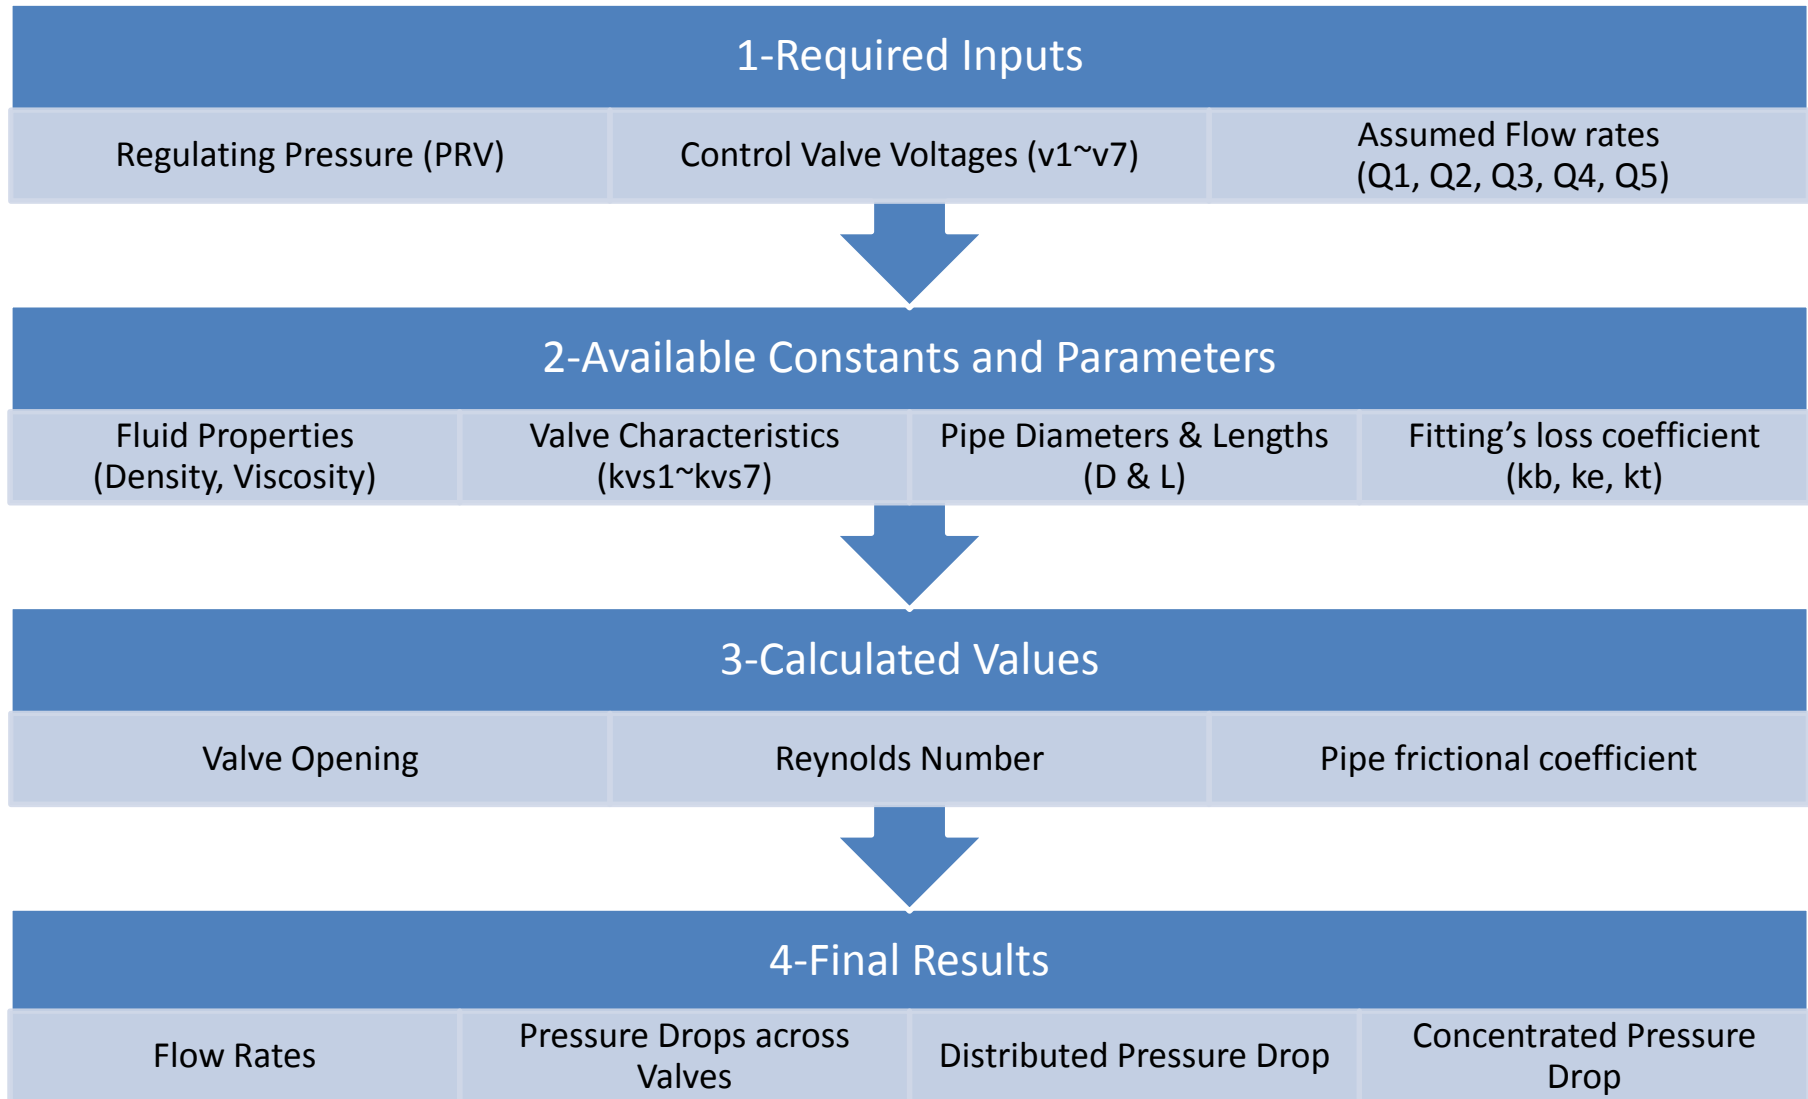 1-Required Inputs
Regulating Pressure (PRV)
Control Valve Voltages (v1~v7)
Assumed Flow rates
(Q1, Q2, Q3, Q4, Q5)
2-Available Constants and Parameters
Fluid Properties
(Density, Viscosity)
Valve Characteristics
(kvs1~kvs7)
Pipe Diameters & Lengths
(D & L)
Fitting’s loss coefficient
(kb, ke, kt)
3-Calculated Values
Valve Opening
Reynolds Number
Pipe frictional coefficient
4-Final Results
Flow Rates
Pressure Drops across
Valves
Distributed Pressure Drop
Concentrated Pressure
Drop